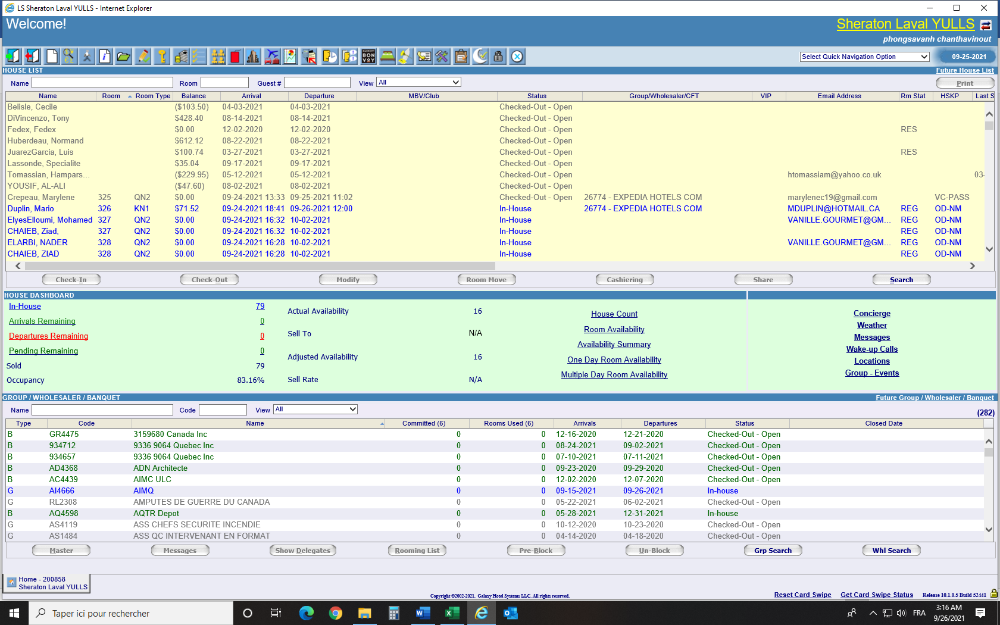 LS Sheraton Laval YULLS - Internet Explorer
Welcome!
Sheraton Laval YULLS
phongsavanh chanthavinout
Select Quick Navigation Option
09-25-2021
HOUSE LIST
Future House List
Name Room Guest # View All
Print
Name Room Room Type Balance Arrival Departure MBV/Club Status Group/Wholesaler/CFT VIP Email Address Rm Stat HSKP Last S
Belisle, Cecile ($103.50) 04-03-2021 04-03-2021 Checked-Out - Open
DiVincenzo, Tony $428.40 08-14-2021 08-14-2021 Checked-Out - Open
Fedex, Fedex $0.00 12-02-2020 12-02-2020 Checked-Out - Open RES
Huberdeau, Normand $612.12 08-22-2021 08-22-2021 Checked-Out - Open
JuarezGarcia, Luis $100.74 03-27-2021 03-27-2021 Checked-Out - Open RES
Lassonde, Specialite $35.04 09-17-2021 09-17-2021 Checked-Out - Open
Tomassian, Hampars... ($229.95) 05-12-2021 05-12-2021 Checked-Out - Open htomassiam@yahoo.co.uk 03-
YOUSIF, AL-ALI ($47.60) 08-02-2021 08-02-2021 Checked-Out - Open
Crepeau, Marylene 325 QN2 $0.00 09-24-2021 13:33 09-25-2021 11:02 Checked-Out - Open 26774 - EXPEDIA HOTELS COM marylenec19@gmail.com VC-PASS
Duplin, Mario 326 KN1 $71.52 09-24-2021 18:41 09-26-2021 12:00 In-House 26774 - EXPEDIA HOTELS COM MDUPLIN@HOTMAIL.CA REG OD-NM
ElyesElloumi, Mohamed 327 QN2 $0.00 09-24-2021 16:32 10-02-2021 In-House VANILLE.GOURMET@GM... REG OD-NM
CHAIEB, Ziad, 327 QN2 $0.00 09-24-2021 16:32 10-02-2021 In-House REG OD-NM
ELARBI, NADER 328 QN2 $0.00 09-24-2021 16:28 10-02-2021 In-House VANILLE.GOURMET@GM... REG OD-NM
CHAIEB, ZIAD 328 QN2 $0.00 09-24-2021 16:28 10-02-2021 In-House REG OD-NM
Check-In Check-Out Modify Room Move Cashiering Share Search
HOUSE DASHBOARD
In-House 79
Arrivals Remaining 0
Departures Remaining 0
Pending Remaining 0
Sold 79
Occupancy 83.16%
Actual Availability 16
Sell To N/A
Adjusted Availability 16
Sell Rate N/A
House Count
Room Availability
Availability Summary
One Day Room Availability
Multiple Day Room Availability
Concierge
Weather
Messages
Wake-up Calls
Locations
Group - Events
GROUP / WHOLESALER / BANQUET
Future Group / Wholesaler / Banquet
Name Code View All
(282)
Type Code Name Committed (6) Rooms Used (6) Arrivals Departures Status Closed Date
B GR4475 3159680 Canada Inc 0 0 12-16-2020 12-21-2020 Checked-Out - Open
B 934712 9336 9064 Quebec Inc 0 0 08-24-2021 09-02-2021 Checked-Out - Open
B 934657 9336 9064 Quebec Inc 0 0 07-10-2021 07-11-2021 Checked-Out - Open
B AD4368 ADN Architecte 0 0 09-23-2020 09-29-2020 Checked-Out - Open
B AC4439 AIMC ULC 0 0 12-02-2020 12-07-2020 Checked-Out - Open
G AI4666 AIMQ 0 0 09-15-2021 09-26-2021 In-house
G RL2308 AMPUTES DE GUERRE DU CANADA 0 0 05-22-2021 06-02-2021 Checked-Out - Open
B AQ4598 AQTR Depot 0 0 05-28-2021 12-31-2021 In-house
G AS4119 ASS CHEFS SECURITE INCENDIE 0 0 10-12-2020 10-23-2020 Checked-Out - Open
G AS1484 ASS QC INTERVENANT EN FORMAT 0 0 04-14-2020 04-18-2020 Checked-Out - Open
Master Messages Show Delegates Rooming List Pre-Block Un-Block Grp Search Whl Search
Home - 200858
Sheraton Laval YULLS
Copyright ©2002-2021. Galaxy Hotel Systems LLC. All rights reserved.
Reset Card Swipe Get Card Swipe Status Release 10.1.0.5 Build 52441
Taper ici pour rechercher
FRA
3:16 AM
9/26/2021